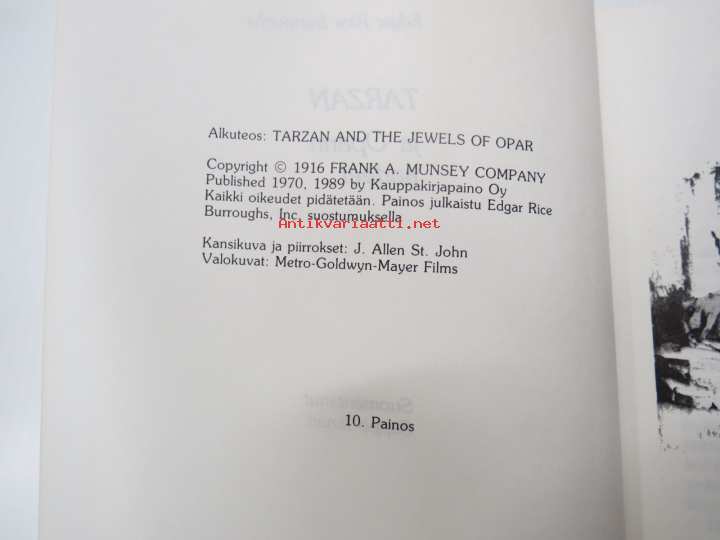 Alkuteos: TARZAN AND THE JEWELS OF OPAR
Copyright © 1916 FRANK A. MUNSEY COMPANY
Published 1970, 1989 by Kauppakirjapaino Oy
Kaikki oikeudet pidätetään. Painos julkaistu Edgar Rice
Burroughs, Inc. suostumuksella
Antikvariaatti.net
Kansikuva ja piirrokset: J. Allen St. John
Valokuvat: Metro-Goldwyn-Mayer Films
10. Painos